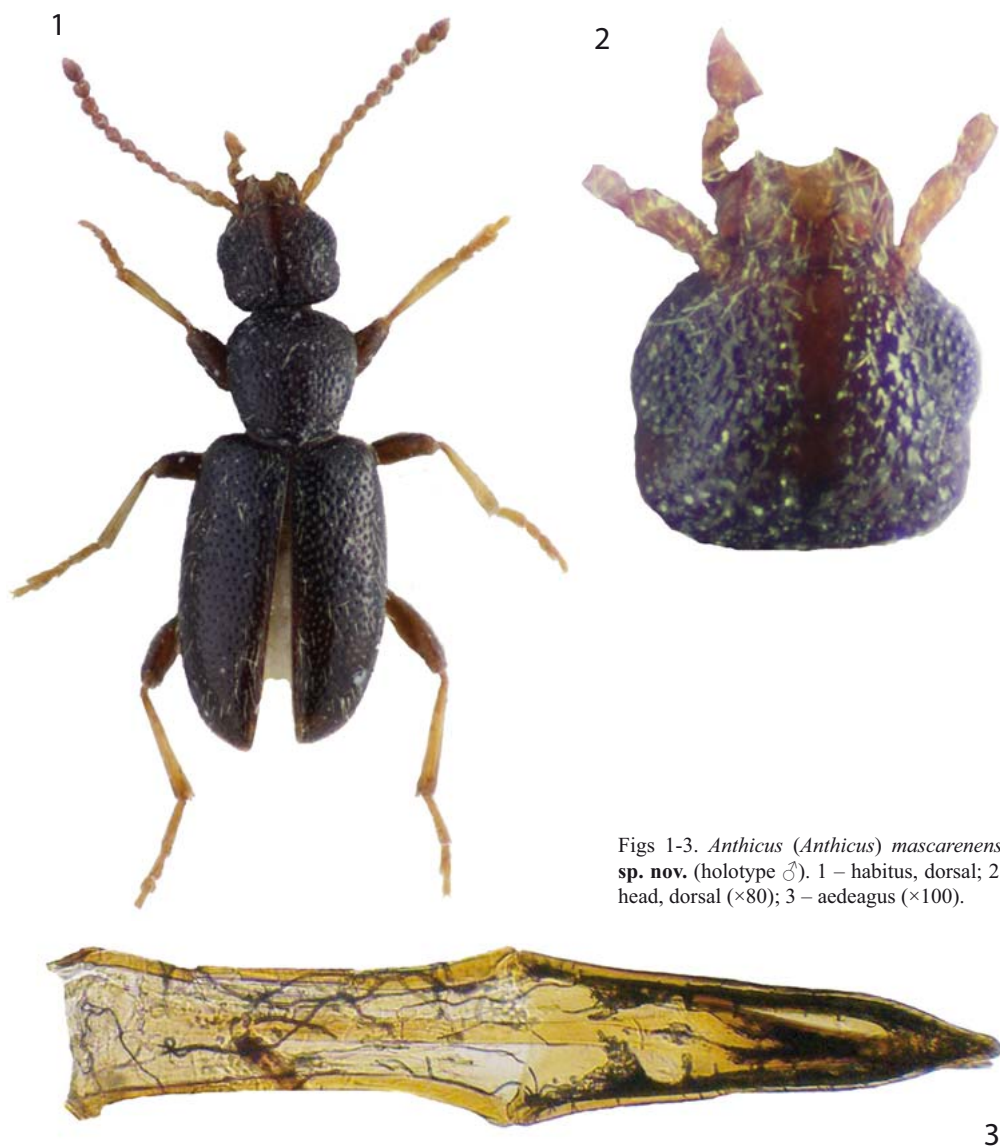 1
2
Figs 1-3. Anthicus (Anthicus) mascarenens
sp. nov. (holotype ♂). 1 – habitus, dorsal; 2
head, dorsal (×80); 3 – aedeagus (×100).
3